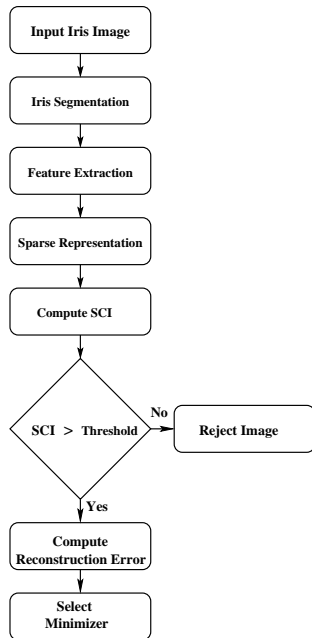 Input Iris Image
Iris Segmentation
Feature Extraction
Sparse Representation
Compute SCI
SCI > Threshold
No
Reject Image
Yes
Compute
Reconstruction Error
Select
Minimizer